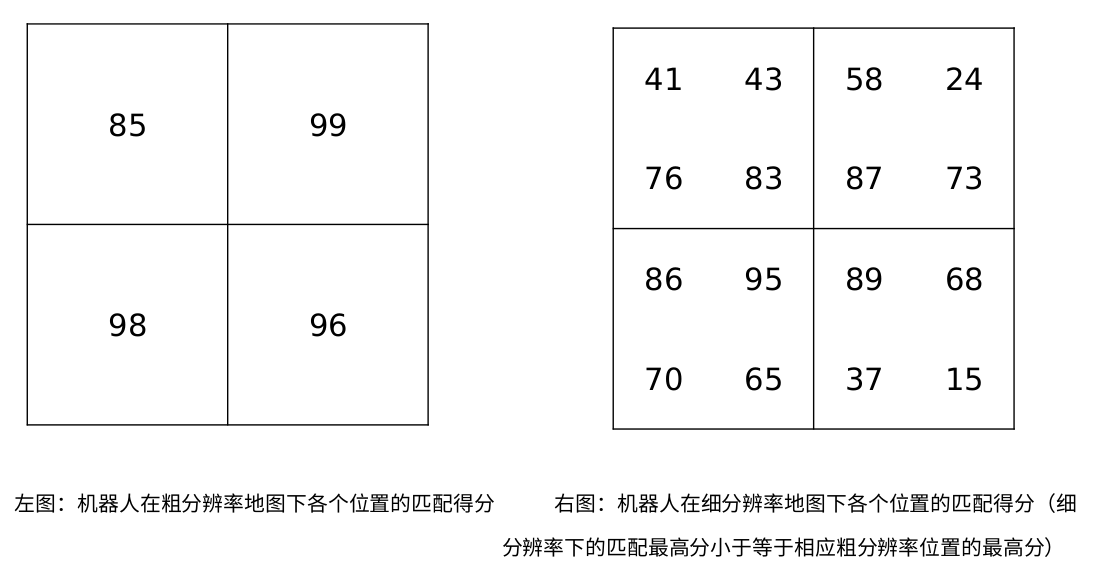 85 99
98 96
41 43 58 24
76 83 87 73
86 95 89 68
70 65 37 15
左图：机器人在粗分辨率地图下各个位置的匹配得分
右图：机器人在细分辨率地图下各个位置的匹配得分（细
分辨率下的匹配最高分小于等于相应粗分辨率位置的最高分）